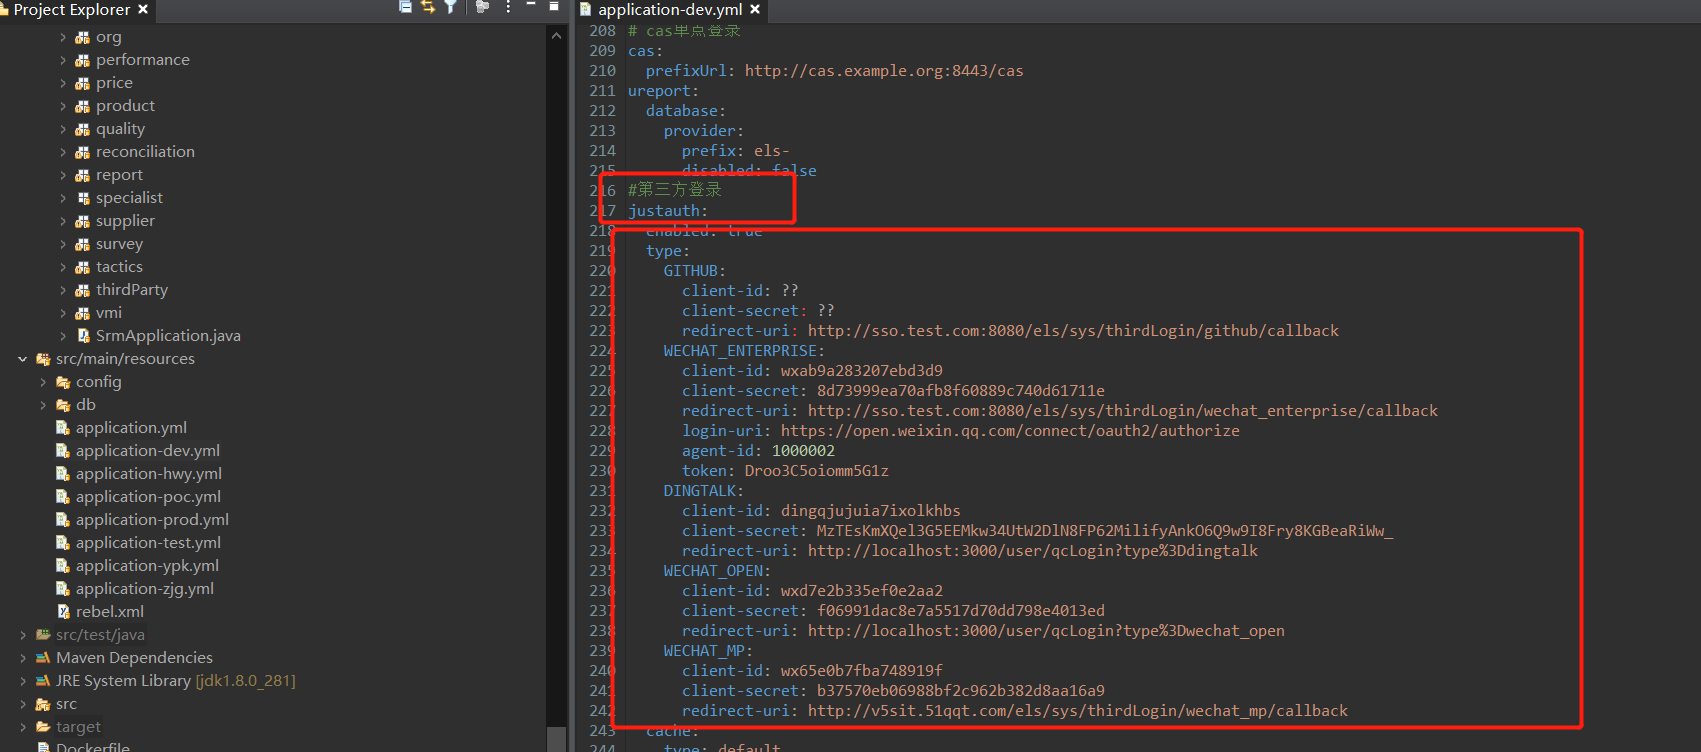 Project Explorer
org
performance
price
product
quality
reconciliation
report
specialist
supplier
survey
tactics
thirdParty
vmi
SrmApplication.java
src/main/resources
config
db
application.yml
application-dev.yml
application-hwy.yml
application-poc.yml
application-prod.yml
application-test.yml
application-ypk.yml
application-zjg.yml
rebel.xml
src/test/java
Maven Dependencies
JRE System Library [jdk1.8.0_281]
src
target
Dockerfile
application-dev.yml
208 # cas单点登录
209 cas:
210 prefixUrl: http://cas.example.org:8443/cas
211 ureport:
212 database:
213 provider:
214 prefix: els-
215 disabled: false
216 #第三方登录
217 justauth:
218 enabled: true
219 type:
220 GITHUB:
221 client-id: ??
222 client-secret: ??
223 redirect-uri: http://sso.test.com:8080/els/sys/thirdLogin/github/callback
224 WECHAT_ENTERPRISE:
225 client-id: wxab9a283207ebd3d9
226 client-secret: 8d73999ea70afb8f60889c740d61711e
227 redirect-uri: http://sso.test.com:8080/els/sys/thirdLogin/wechat_enterprise/callback
228 login-uri: https://open.weixin.qq.com/connect/oauth2/authorize
229 agent-id: 1000002
230 token: Droo3C5oiomm5G1z
231 DINGTALK:
232 client-id: dingqjujuia7ixolkhbs
233 client-secret: MzTEsKmXQel3G5EEMkw34UtW2DlN8FP62MilifyAnkO6Q9w9I8Fry8KGBeaRiWw_
234 redirect-uri: http://localhost:3000/user/qcLogin?type%3Ddingtalk
235 WECHAT_OPEN:
236 client-id: wxd7e2b335ef0e2aa2
237 client-secret: f06991dac8e7a5517d70dd798e4013ed
238 redirect-uri: http://localhost:3000/user/qcLogin?type%3Dwechat_open
239 WECHAT_MP:
240 client-id: wx65e0b7fba748919f
241 client-secret: b37570eb06988bf2c962b382d8aa16a9
242 redirect-uri: http://v5sit.51qqt.com/els/sys/thirdLogin/wechat_mp/callback
243 cache:
244 type: default